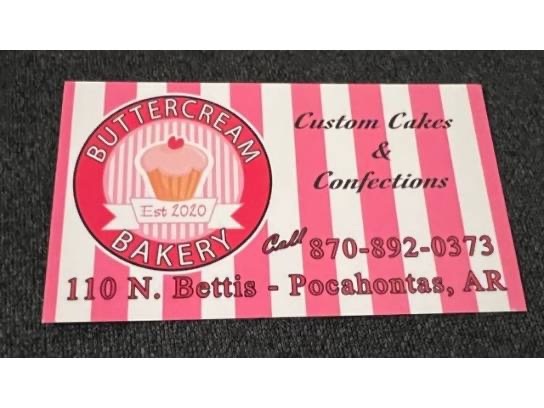 BUTTERCREAM
Est 2020
BAKERY
Custom Cakes
&
Confections
Call 870-892-0373
110 N. Bettis - Pocahontas, AR